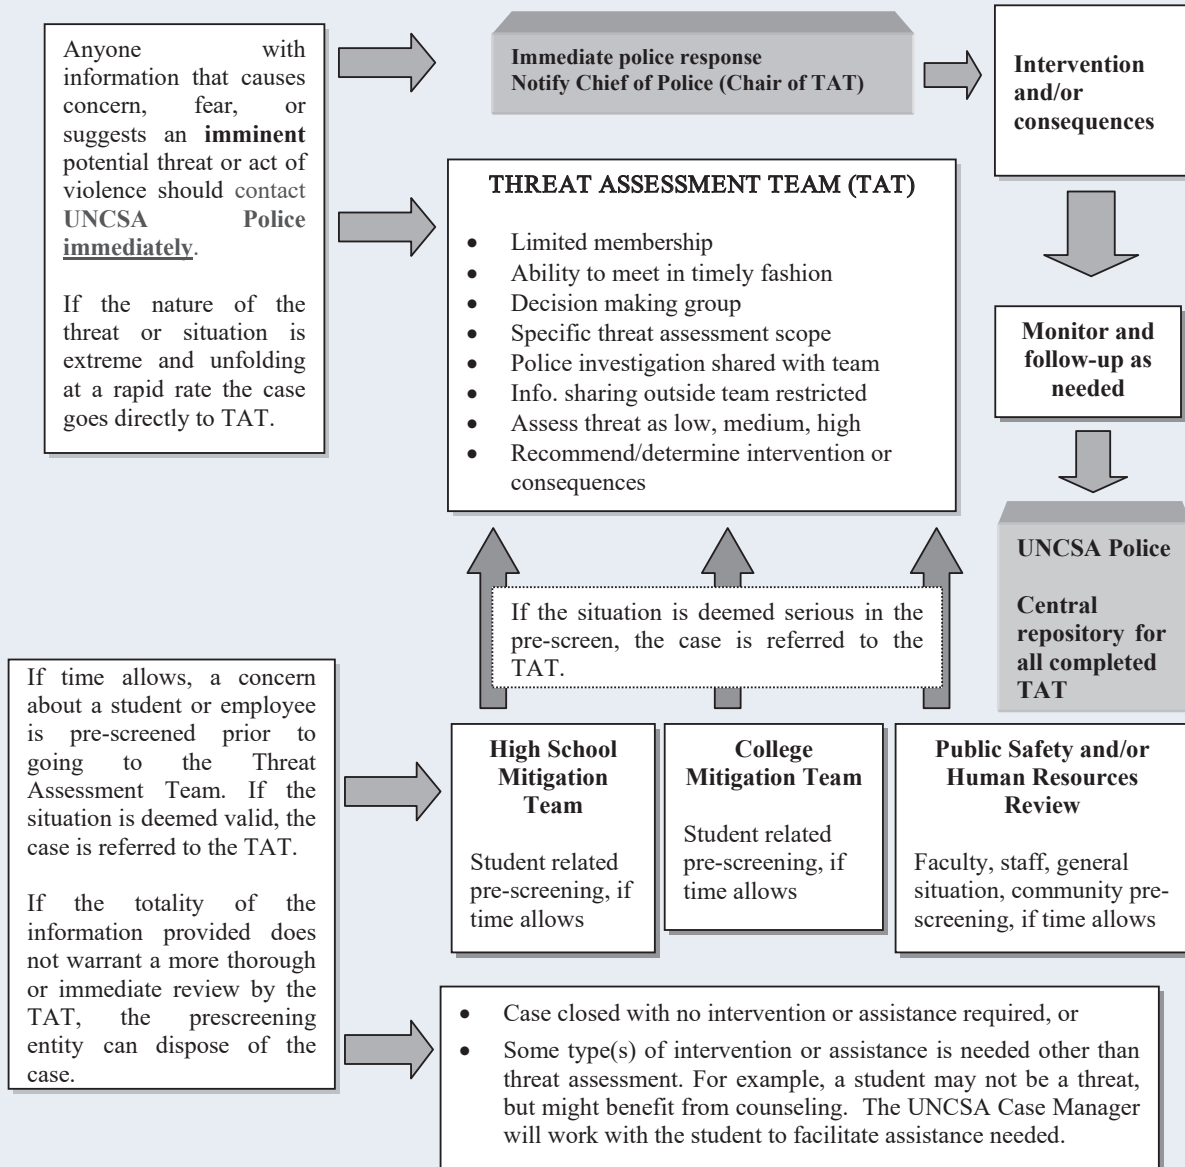 Anyone with
information that causes
concern, fear, or
suggests an imminent
potential threat or act of
violence should contact
UNCSA Police
immediately.
If the nature of the
threat or situation is
extreme and unfolding
at a rapid rate the case
goes directly to TAT.
Immediate police response
Notify Chief of Police (Chair of TAT)
Intervention
and/or
consequences
THREAT ASSESSMENT TEAM (TAT)
• Limited membership
• Ability to meet in timely fashion
• Decision making group
• Specific threat assessment scope
• Police investigation shared with team
• Info. sharing outside team restricted
• Assess threat as low, medium, high
• Recommend/determine intervention or
consequences
Monitor and
follow-up as
needed
UNCSA Police
Central
repository for
all completed
TAT
If the situation is deemed serious in the
pre-screen, the case is referred to the
TAT.
If time allows, a concern
about a student or employee
is pre-screened prior to
going to the Threat
Assessment Team. If the
situation is deemed valid, the
case is referred to the TAT.
If the totality of the
information provided does
not warrant a more thorough
or immediate review by the
TAT, the prescreening
entity can dispose of the
case.
High School
Mitigation
Team
Student related
pre-screening, if
time allows
College
Mitigation Team
Student related
pre-screening, if
time allows
Public Safety and/or
Human Resources
Review
Faculty, staff, general
situation, community pre-
screening, if time allows
• Case closed with no intervention or assistance required, or
• Some type(s) of intervention or assistance is needed other than
threat assessment. For example, a student may not be a threat,
but might benefit from counseling. The UNCSA Case Manager
will work with the student to facilitate assistance needed.